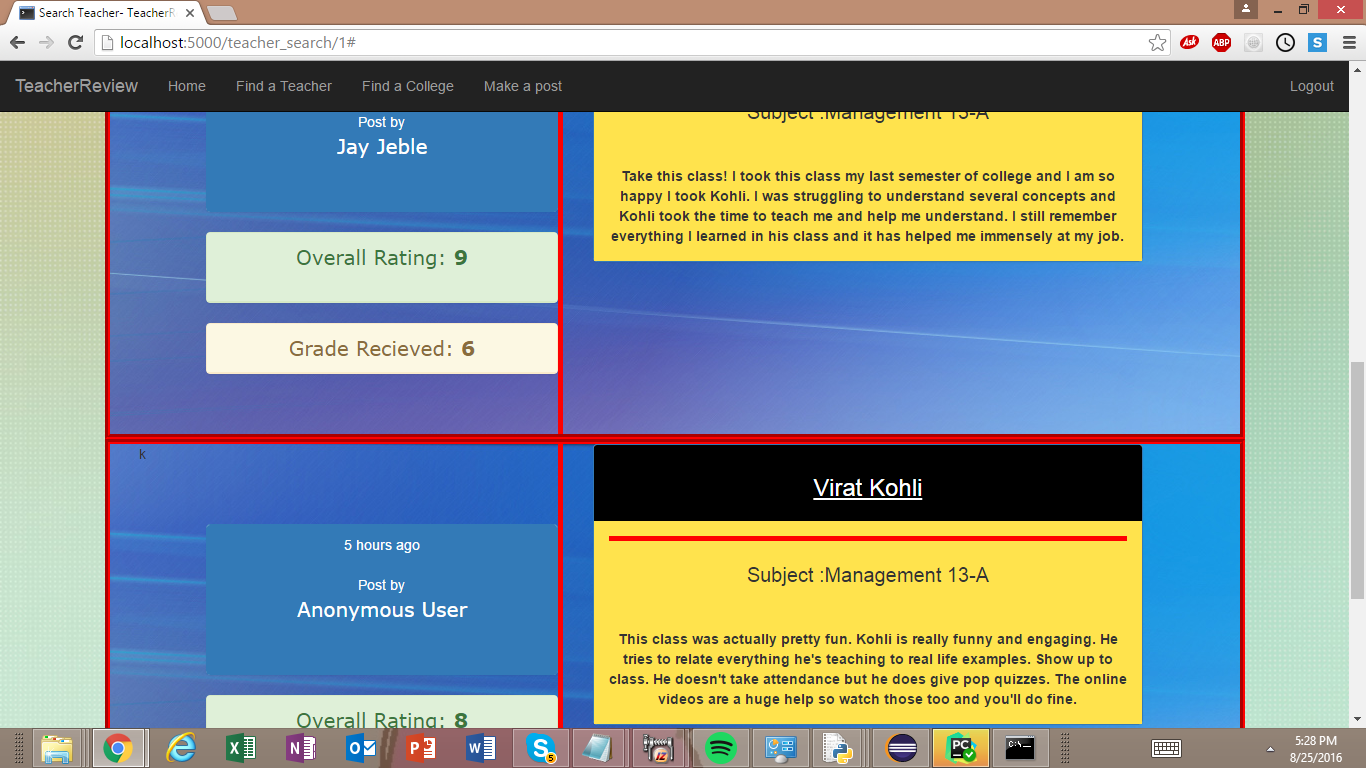 Search Teacher- TeacherR
localhost:5000/teacher_search/1#
Ask
ABP
S
TeacherReview
Home
Find a Teacher
Find a College
Make a post
Logout
Post by
Jay Jeble
Overall Rating: 9
Grade Recieved: 6
Subject :Management 13-A
Take this class! I took this class my last semester of college and I am so
happy I took Kohli. I was struggling to understand several concepts and
Kohli took the time to teach me and help me understand. I still remember
everything I learned in his class and it has helped me immensely at my job.
k
5 hours ago
Post by
Anonymous User
Overall Rating: 8
Virat Kohli
Subject :Management 13-A
This class was actually pretty fun. Kohli is really funny and engaging. He
tries to relate everything he's teaching to real life examples. Show up to
class. He doesn't take attendance but he does give pop quizzes. The online
videos are a huge help so watch those too and you'll do fine.
5:28 PM
8/25/2016